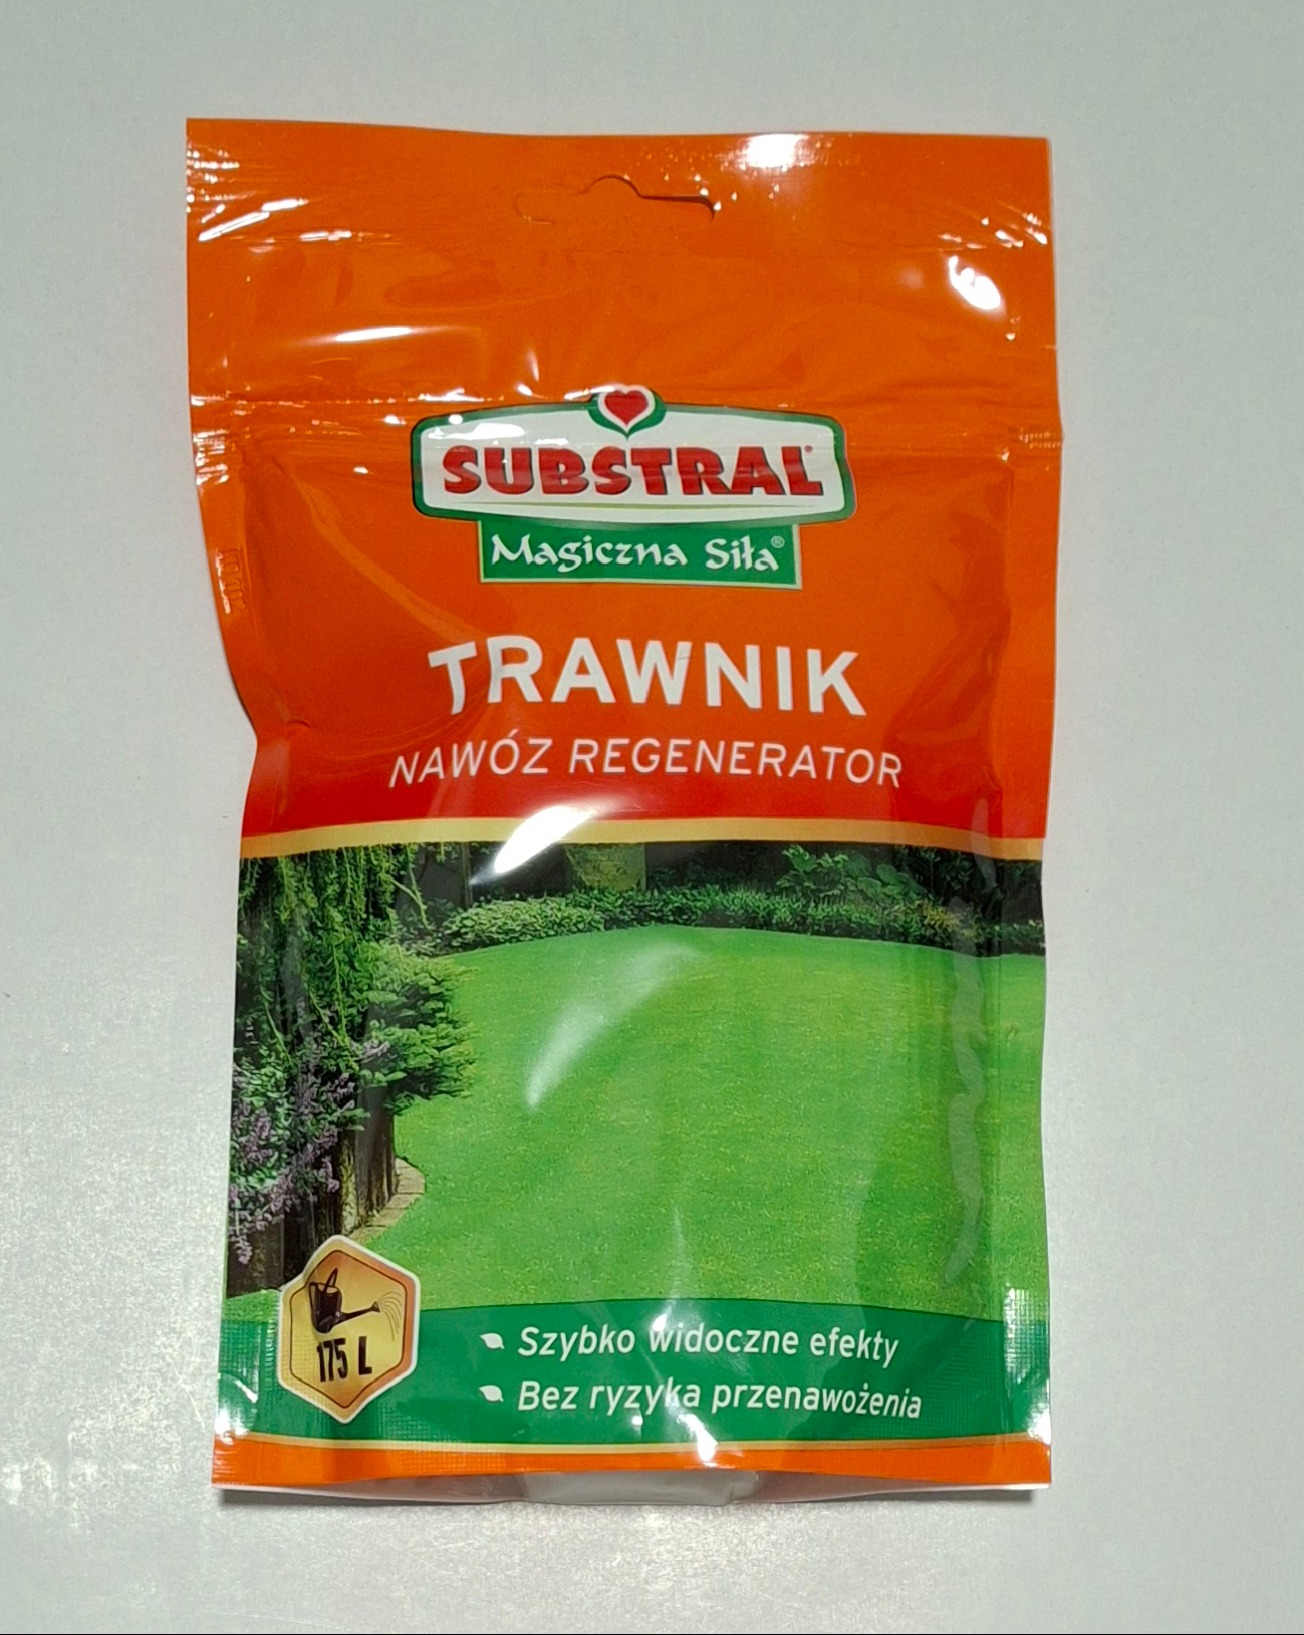 SUBSTRAL®
Magiczna Siła®
TRAWNIK
NAWÓZ REGENERATOR
175 L
Szybko widoczne efekty
Bez ryzyka przenawożenia